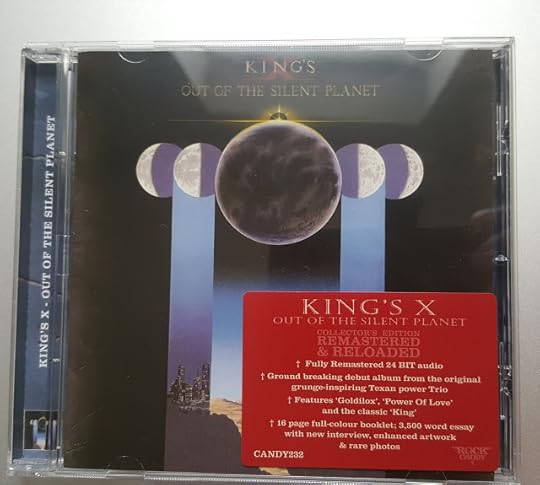 KING'S
X
OUT OF THE SILENT PLANET
KING'S X - OUT OF THE SILENT PLANET
KING'S X
OUT OF THE SILENT PLANET
COLLECTOR'S EDITION
REMASTERED
& RELOADED
† Fully Remastered 24 BIT audio
† Ground breaking debut album from the original
grunge-inspiring Texan power Trio
† Features 'Goldilox', 'Power Of Love'
and the classic 'King'
† 16 page full-colour booklet; 3,500 word essay
with new interview, enhanced artwork
& rare photos
CANDY232
ROCK
CANDY